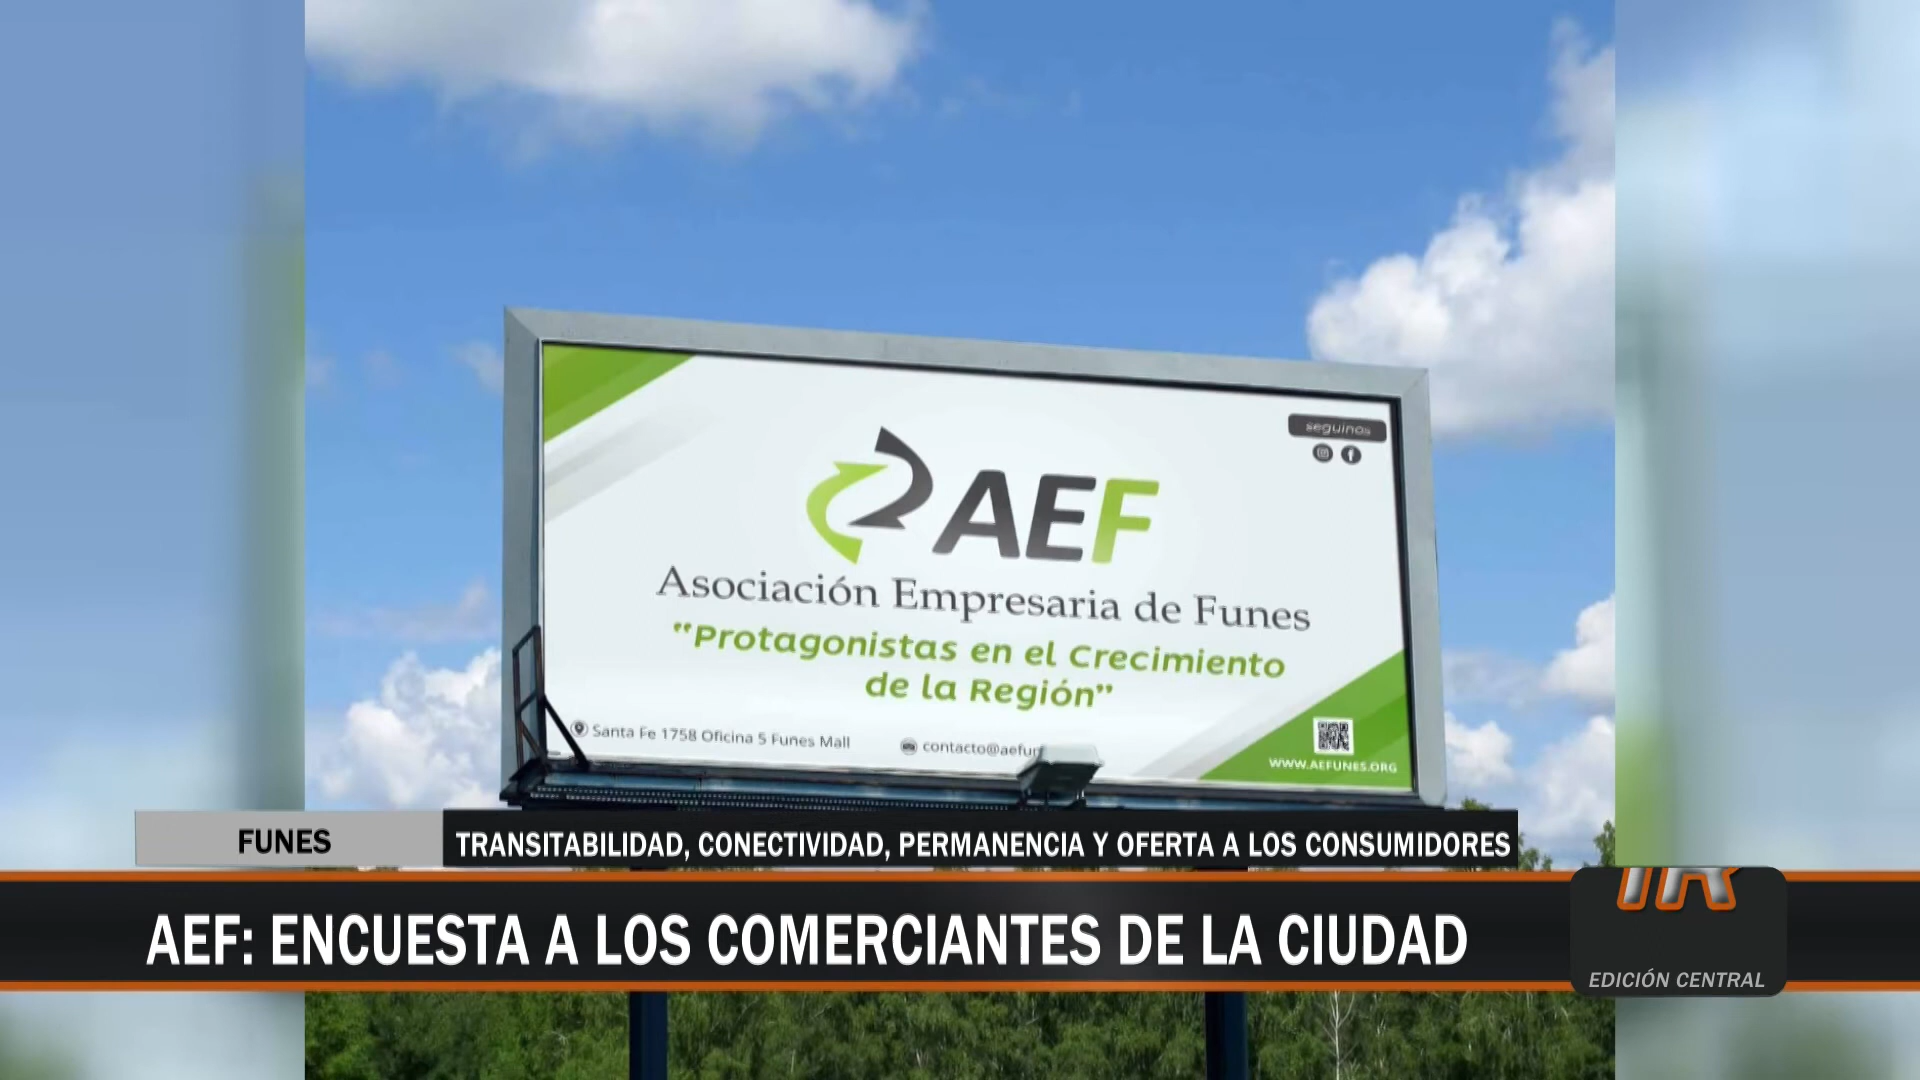 seguinos
AEF
Asociación Empresaria de Funes
"Protagonistas en el Crecimiento
de la Región"
Santa Fe 1758 Oficina 5 Funes Mall
contacto@aefun
WWW.AEFUNES.ORG
FUNES
TRANSITABILIDAD, CONECTIVIDAD, PERMANENCIA Y OFERTA A LOS CONSUMIDORES
AEF: ENCUESTA A LOS COMERCIANTES DE LA CIUDAD
EDICIÓN CENTRAL